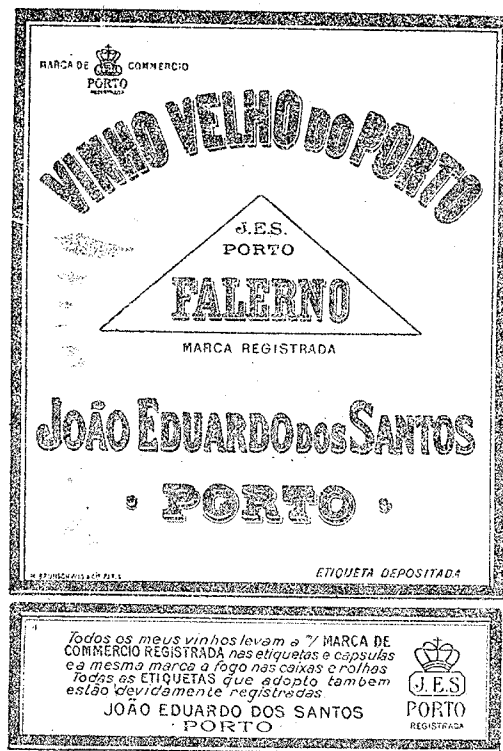 MARCA DE COMMERCIO
PORTO
REGISTRADA
VINHO VELHO DO PORTO
J.E.S.
PORTO
FALERNO
MARCA REGISTRADA
JOÃO EDUARDO DOS SANTOS
PORTO
ETIQUETA DEPOSITADA
Todos os meus vinhos levam a MARCA DE
COMMERCIO REGISTRADA nas etiquetas e capsulas
e a mesma marca a fogo nas caixas e rolhas
Todas as ETIQUETAS que adopto tambem
estão devidamente registradas.
JOÃO EDUARDO DOS SANTOS
· PORTO ·
J.E.S
PORTO
REGISTRADA